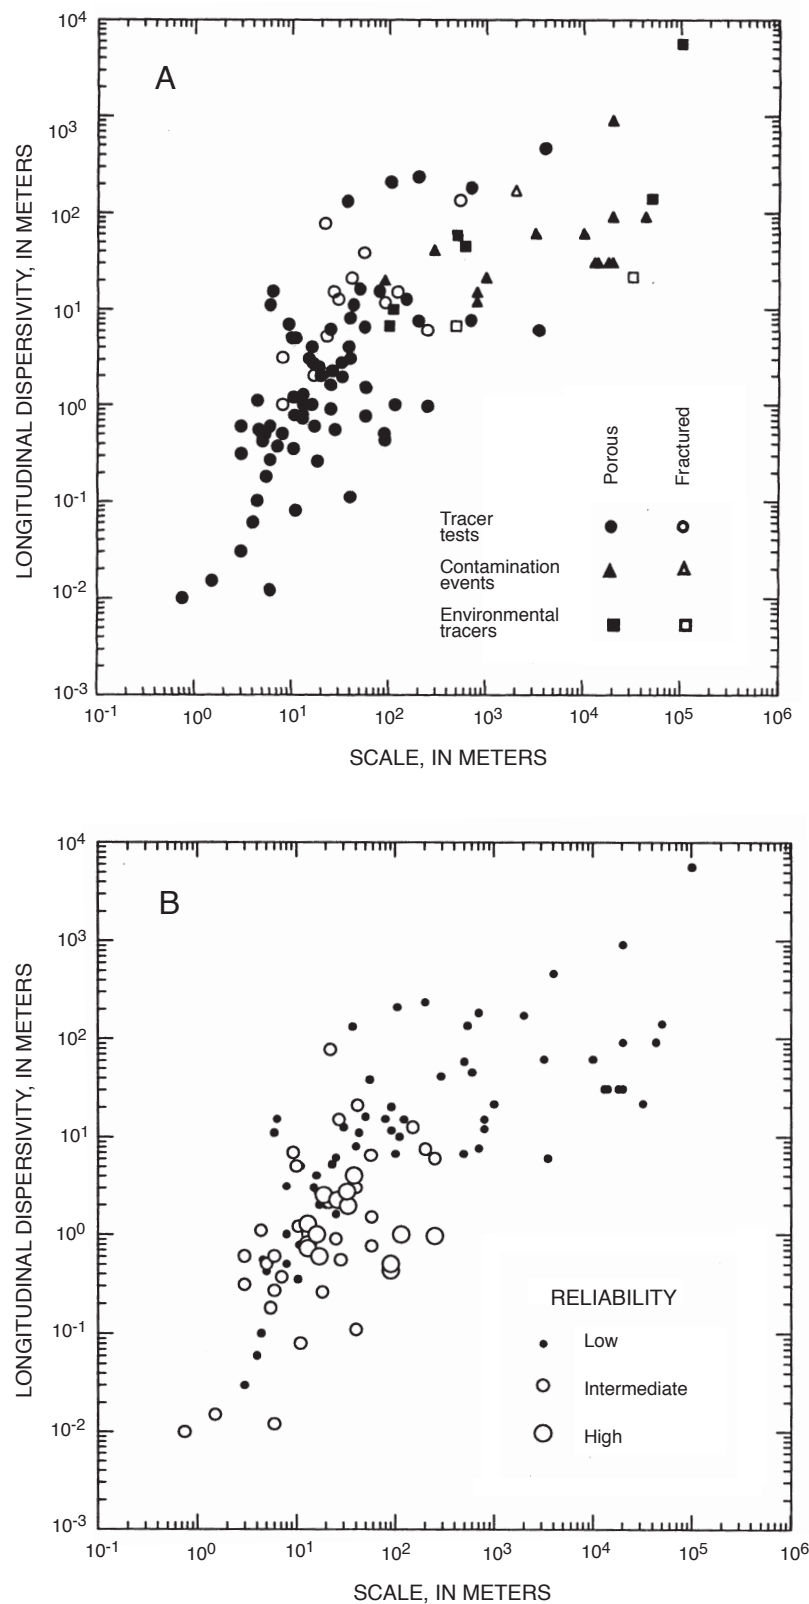 10^4
A
10^3
10^2
10^1
10^0
10^-1
10^-2
10^-3
LONGITUDINAL DISPERSIVITY, IN METERS
Porous
Fractured
Tracer
tests
Contamination
events
Environmental
tracers
10^-1 10^0 10^1 10^2 10^3 10^4 10^5 10^6
SCALE, IN METERS
10^4
B
10^3
10^2
10^1
10^0
10^-1
10^-2
10^-3
LONGITUDINAL DISPERSIVITY, IN METERS
RELIABILITY
Low
Intermediate
High
10^-1 10^0 10^1 10^2 10^3 10^4 10^5 10^6
SCALE, IN METERS